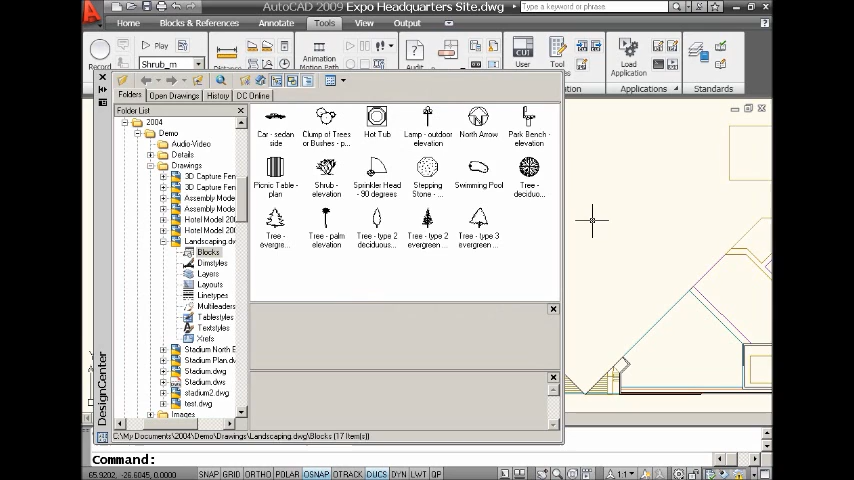 AutoCAD 2009 Expo Headquarters Site.dwg
Type a keyword or phrase
Home Blocks & References Annotate Tools View Output
Record Play
Shrub_m
Animation
Motion Path
User
Tool
Load
Application
Applications
Standards
Folders Open Drawings History DC Online
Folder List
2004
Demo
Audio-Video
Details
Drawings
3D Capture Fen
3D Capture Fen
Assembly Mode
Assembly Mode
Hotel Model 200
Hotel Model 200
Landscaping.dw
Blocks
Dimstyles
Layers
Layouts
Linetypes
Multileaders
Tablestyles
Textstyles
Xrefs
Stadium North E
Stadium Plan.dw
Stadium.dwg
Stadium.dws
stadium2.dwg
test.dwg
Images
Car - sedan side
Clump of Trees or Bushes - p...
Hot Tub
Lamp - outdoor elevation
North Arrow
Park Bench - elevation
Picnic Table - plan
Shrub - elevation
Sprinkler Head - 90 degrees
Stepping Stone - ...
Swimming Pool
Tree - deciduo...
Tree - evergre...
Tree - palm elevation
Tree - type 2 deciduous...
Tree - type 2 evergreen ...
Tree - type 3 evergreen ...
DesignCenter
C:\My Documents\2004\Demo\Drawings\Landscaping.dwg\Blocks (17 Item(s))
Command:
65.9202, -26.6045, 0.0000 SNAP GRID ORTHO POLAR OSNAP OTRACK DUCS DYN LWT QP
1:1